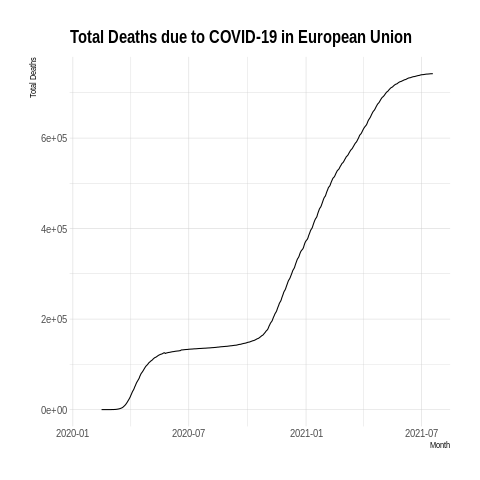 Total Deaths due to COVID-19 in European Union
Total Deaths
6e+05
4e+05
2e+05
0e+00
2020-01 2020-07 2021-01 2021-07
Month